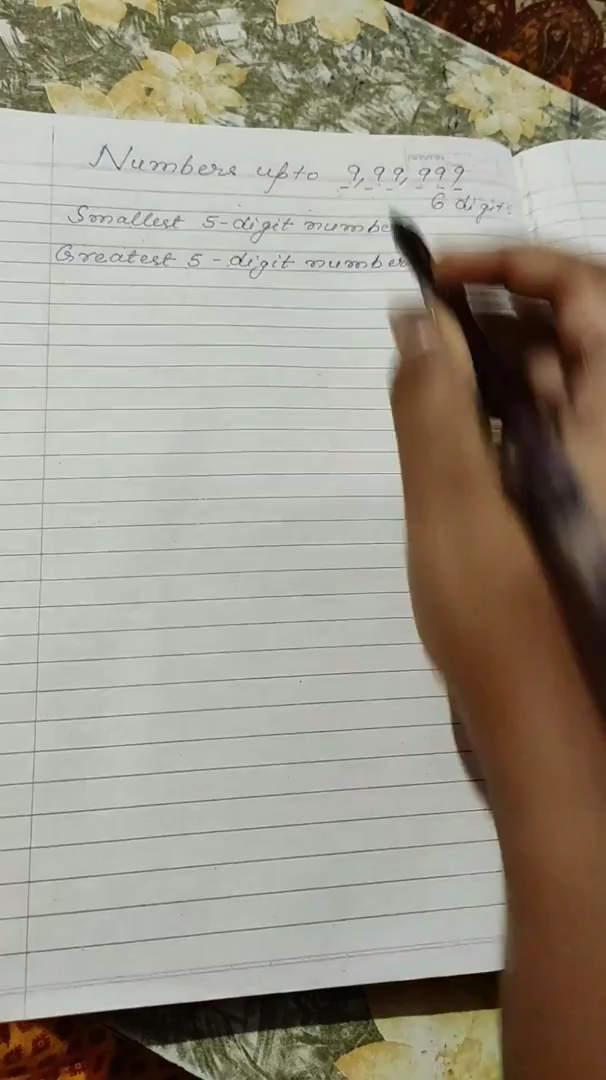 Numbers upto 9,99,999
6 digits
Smallest 5-digit number
Greatest 5-digit number